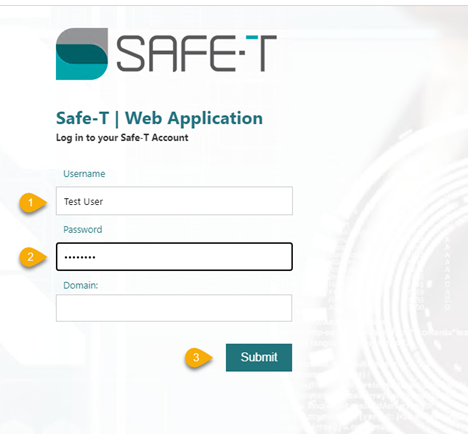 SAFE-T
Safe-T | Web Application
Log in to your Safe-T Account
Username
1
Test User
Password
2
••••••••
Domain:
3
Submit